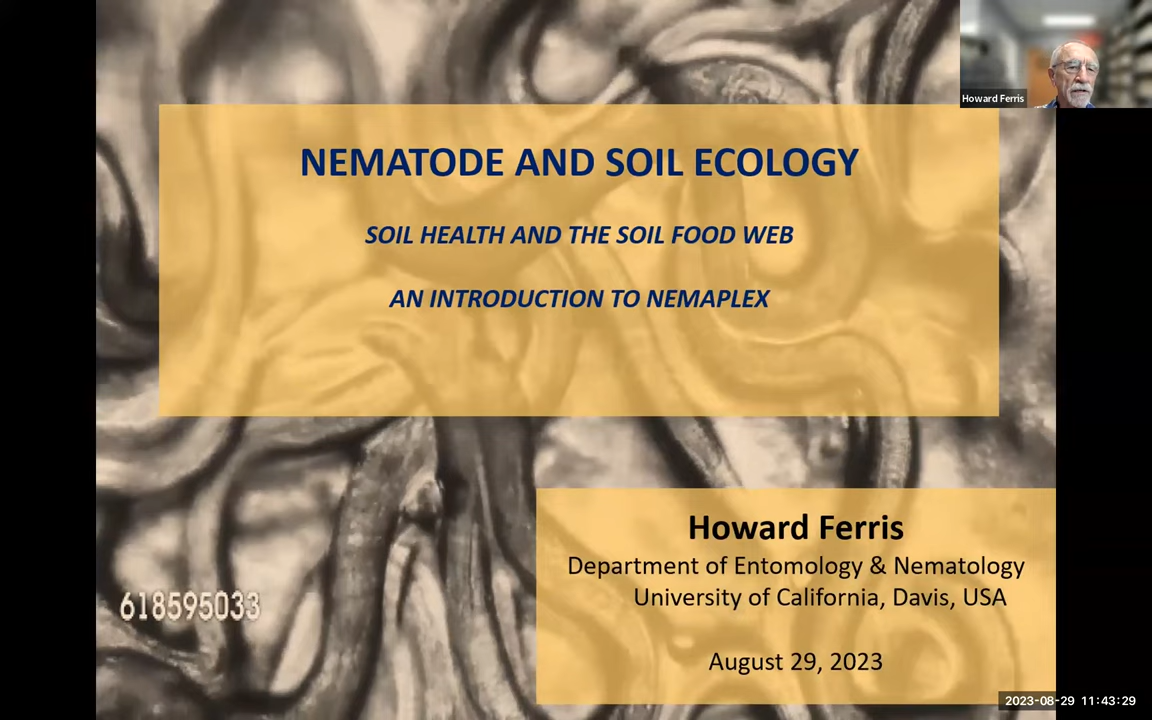 Howard Ferris
NEMATODE AND SOIL ECOLOGY
SOIL HEALTH AND THE SOIL FOOD WEB
AN INTRODUCTION TO NEMAPLEX
Howard Ferris
Department of Entomology & Nematology
University of California, Davis, USA
618595033
August 29, 2023
2023-08-29 11:43:29